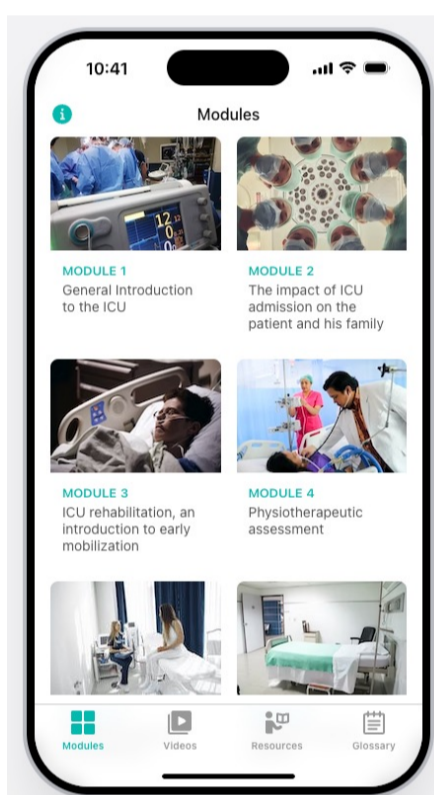 10:41
Modules
MODULE 1
General Introduction
to the ICU
MODULE 2
The impact of ICU
admission on the
patient and his family
MODULE 3
ICU rehabilitation, an
introduction to early
mobilization
MODULE 4
Physiotherapeutic
assessment
Modules
Videos
Resources
Glossary